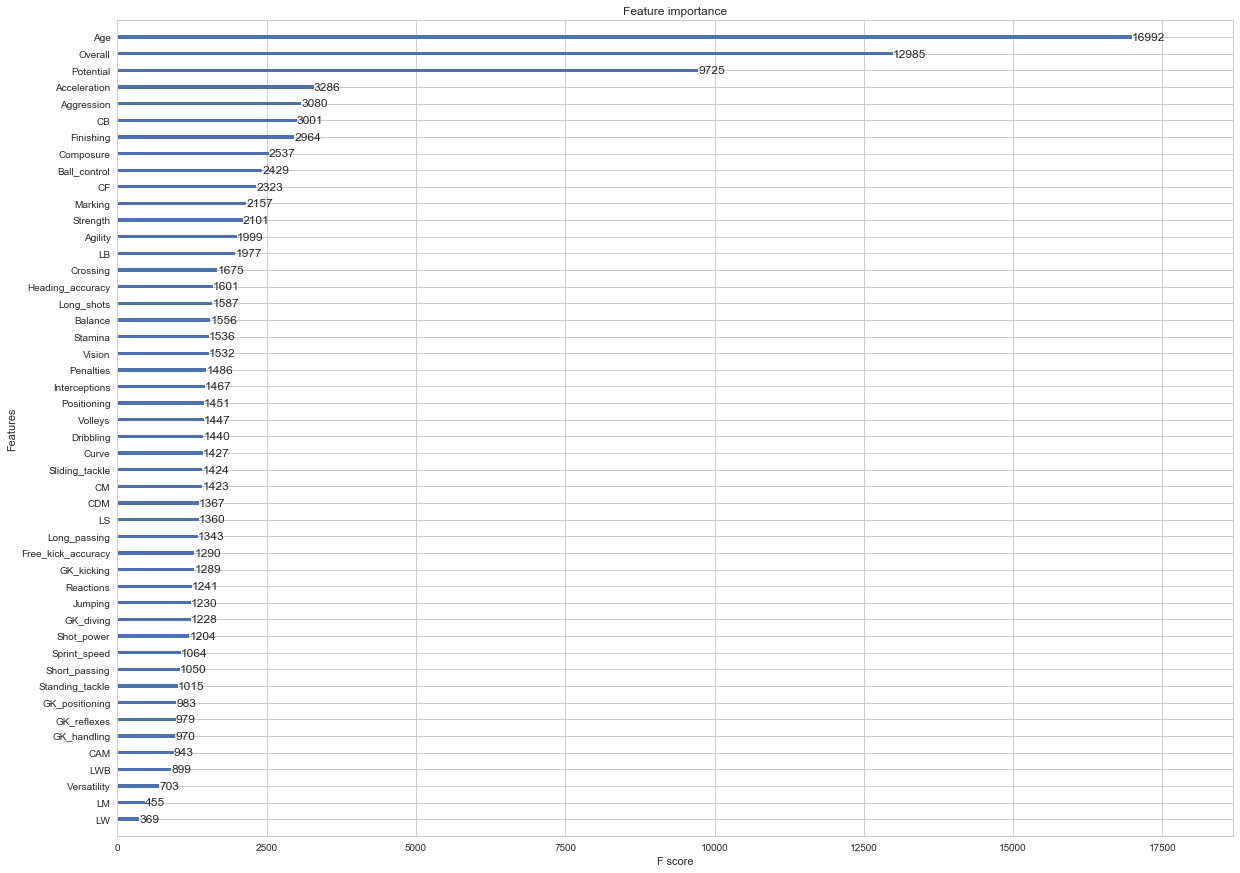 Feature importance
Age 16992
Overall 12985
Potential 9725
Acceleration 3286
Aggression 3080
CB 3001
Finishing 2964
Composure 2537
Ball_control 2429
CF 2323
Marking 2157
Strength 2101
Agility 1999
LB 1977
Crossing 1675
Heading_accuracy 1601
Long_shots 1587
Balance 1556
Stamina 1536
Vision 1532
Penalties 1486
Interceptions 1467
Positioning 1451
Volleys 1447
Dribbling 1440
Curve 1427
Sliding_tackle 1424
CM 1423
CDM 1367
LS 1360
Long_passing 1343
Free_kick_accuracy 1290
GK_kicking 1289
Reactions 1241
Jumping 1230
GK_diving 1228
Shot_power 1204
Sprint_speed 1064
Short_passing 1050
Standing_tackle 1015
GK_positioning 983
GK_reflexes 979
GK_handling 970
CAM 943
LWB 899
Versatility 703
LM 455
LW 369
0 2500 5000 7500 10000 12500 15000 17500
F score
Features